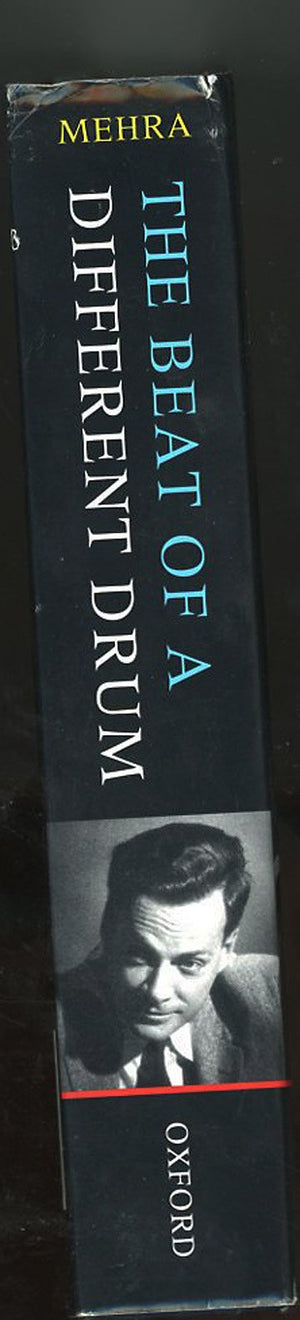 MEHRA
THE BEAT OF A
DIFFERENT DRUM
OXFORD